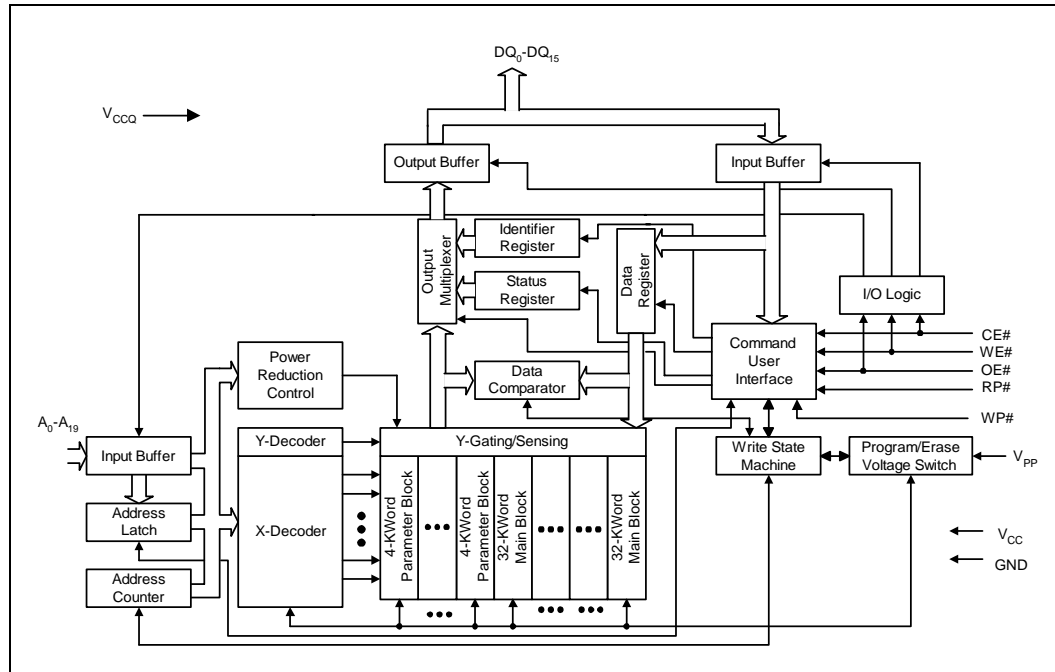 DQ0-DQ15
VCCQ
Output Buffer
Input Buffer
Output
Multiplexer
Identifier
Register
Status
Register
Data
Register
I/O Logic
CE#
WE#
OE#
RP#
WP#
Command
User
Interface
Power
Reduction
Control
Data
Comparator
A0-A19
Input Buffer
Y-Decoder
Y-Gating/Sensing
Write State
Machine
Program/Erase
Voltage Switch
VPP
Address
Latch
X-Decoder
4-KWord
Parameter Block
4-KWord
Parameter Block
32-KWord
Main Block
32-KWord
Main Block
VCC
GND
Address
Counter